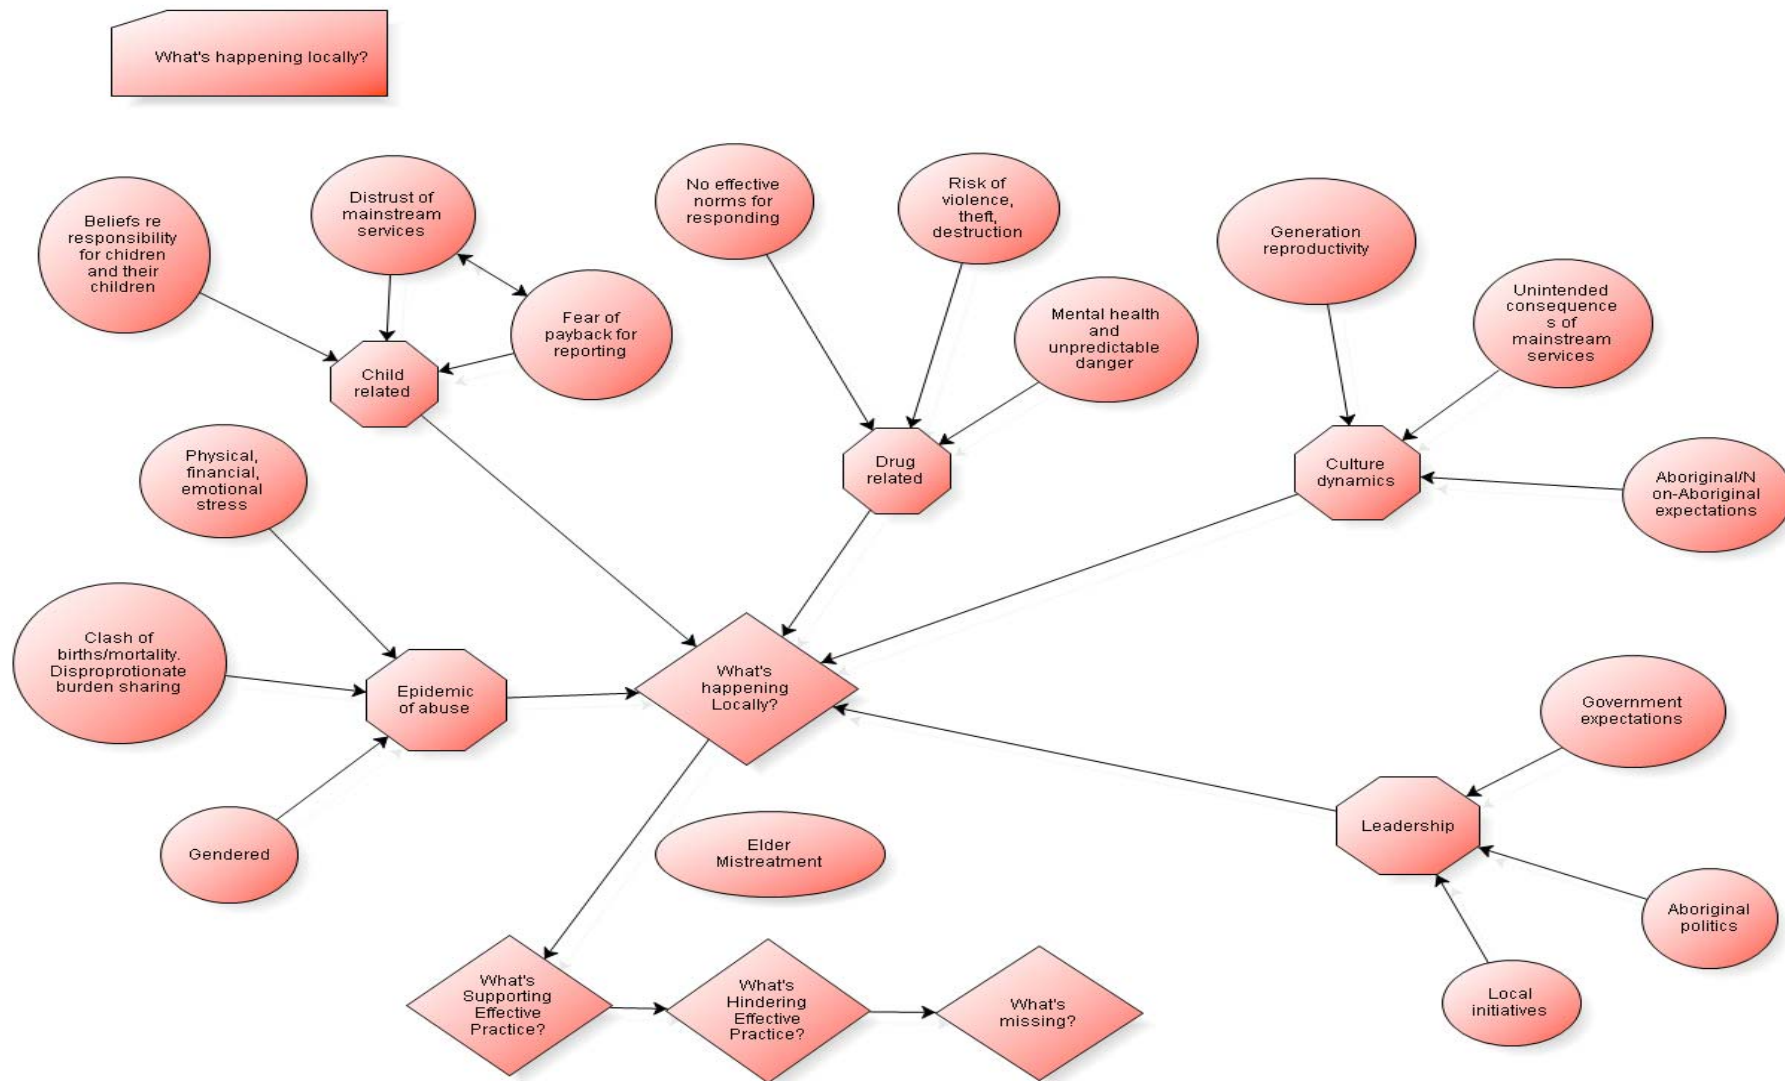 What's happening locally?
Beliefs re
responsibility
for chidren
and their
children
Distrust of
mainstream
services
Fear of
payback for
reporting
Child
related
No effective
norms for
responding
Risk of
violence,
theft,
destruction
Mental health
and
unpredictable
danger
Drug
related
Generation
reproductivity
Unintended
consequenc
es of
mainstream
services
Aboriginal/N
on-Aboriginal
expectations
Culture
dynamics
Physical,
financial,
emotional
stress
Clash of
births/mortality.
Disproprotionate
burden sharing
Gendered
Epidemic
of abuse
What's
happening
Locally?
Government
expectations
Leadership
Aboriginal
politics
Local
initiatives
Elder
Mistreatment
What's
Supporting
Effective
Practice?
What's
Hindering
Effective
Practice?
What's
missing?